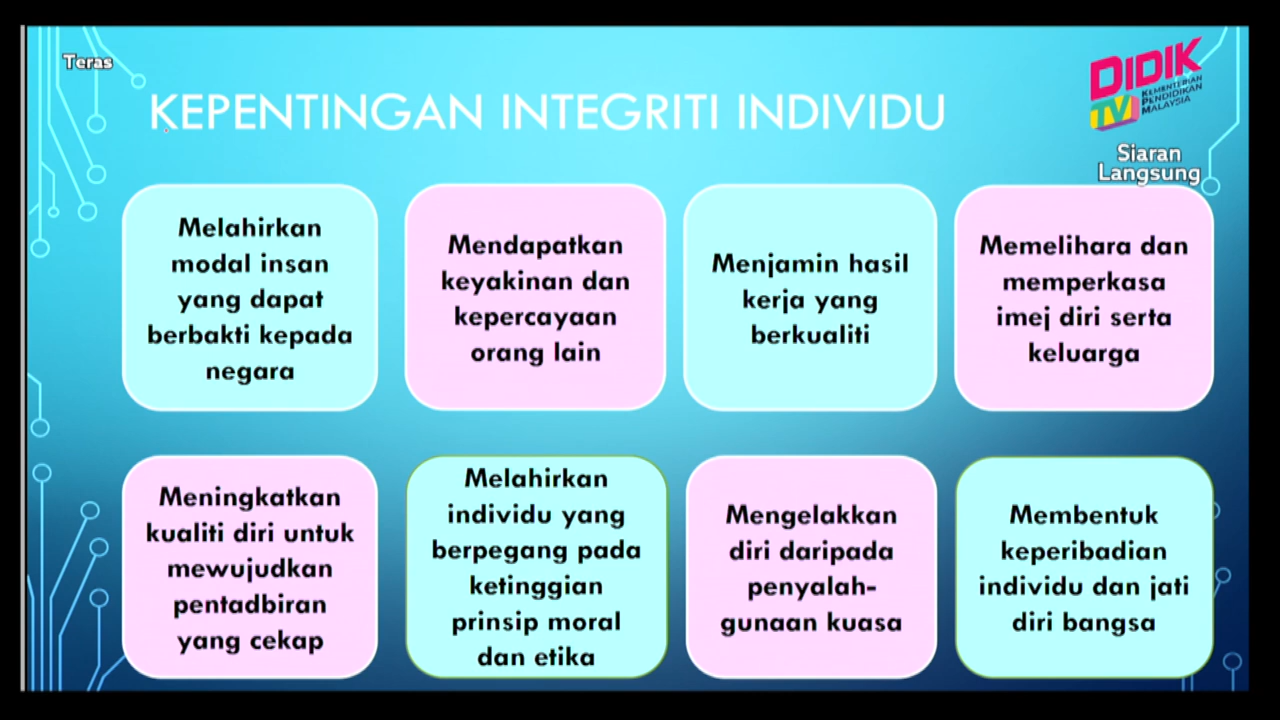 Teras
KEPENTINGAN INTEGRITI INDIVIDU
DIDIK
TV
KEMENTERIAN
PENDIDIKAN
MALAYSIA
Siaran
Langsung
Melahirkan
modal insan
yang dapat
berbakti kepada
negara
Mendapatkan
keyakinan dan
kepercayaan
orang lain
Menjamin hasil
kerja yang
berkualiti
Memelihara dan
memperkasa
imej diri serta
keluarga
Meningkatkan
kualiti diri untuk
mewujudkan
pentadbiran
yang cekap
Melahirkan
individu yang
berpegang pada
ketinggian
prinsip moral
dan etika
Mengelakkan
diri daripada
penyalah-
gunaan kuasa
Membentuk
keperibadian
individu dan jati
diri bangsa